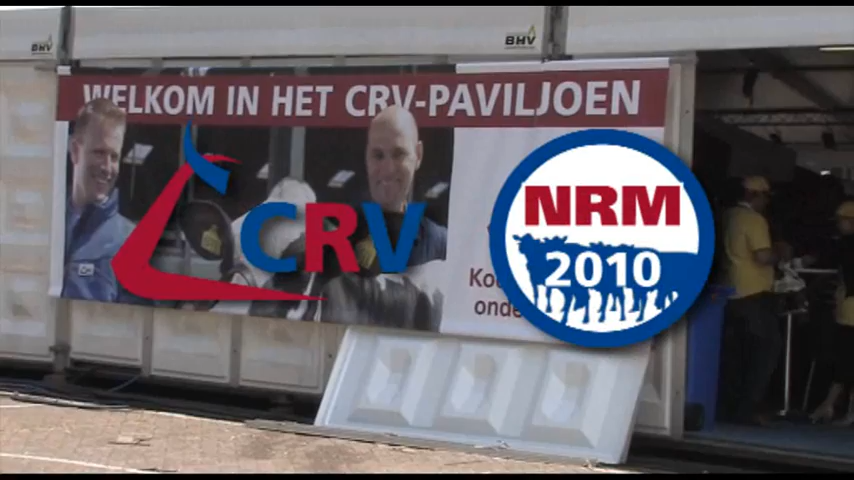 BHV
BHV
WELKOM IN HET CRV-PAVILJOEN
CRV
NRM
2010